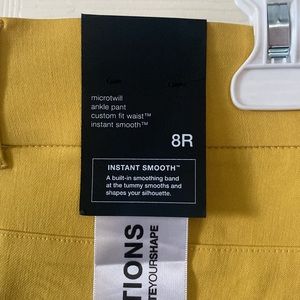 microtwill
ankle pant
custom fit waist™
instant smooth™
8R
INSTANT SMOOTH™
A built-in smoothing band
at the tummy smooths and
shapes your silhouette.
TIONS
TEYOURSHAPE